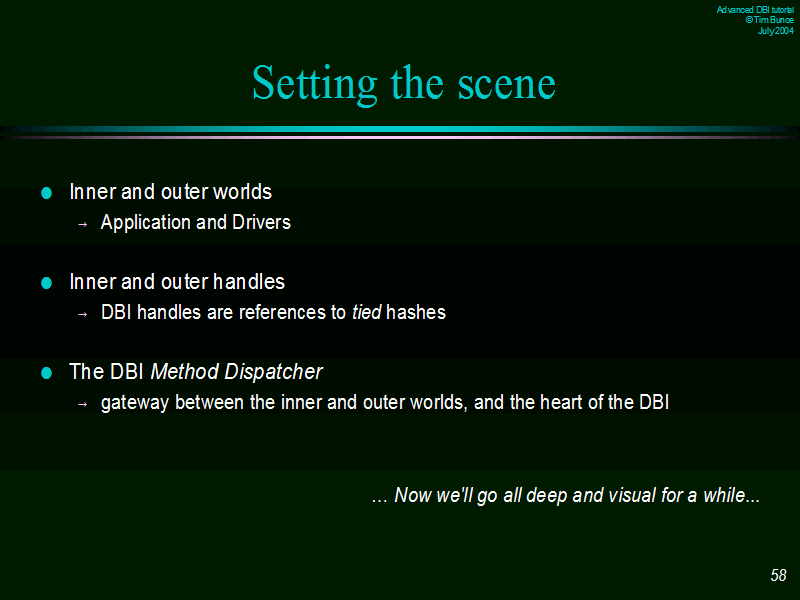 Advanced DBI tutorial
© Tim Bunce
July 2004
Setting the scene
Inner and outer worlds
→ Application and Drivers
Inner and outer handles
→ DBI handles are references to tied hashes
The DBI Method Dispatcher
→ gateway between the inner and outer worlds, and the heart of the DBI
... Now we'll go all deep and visual for a while...
58